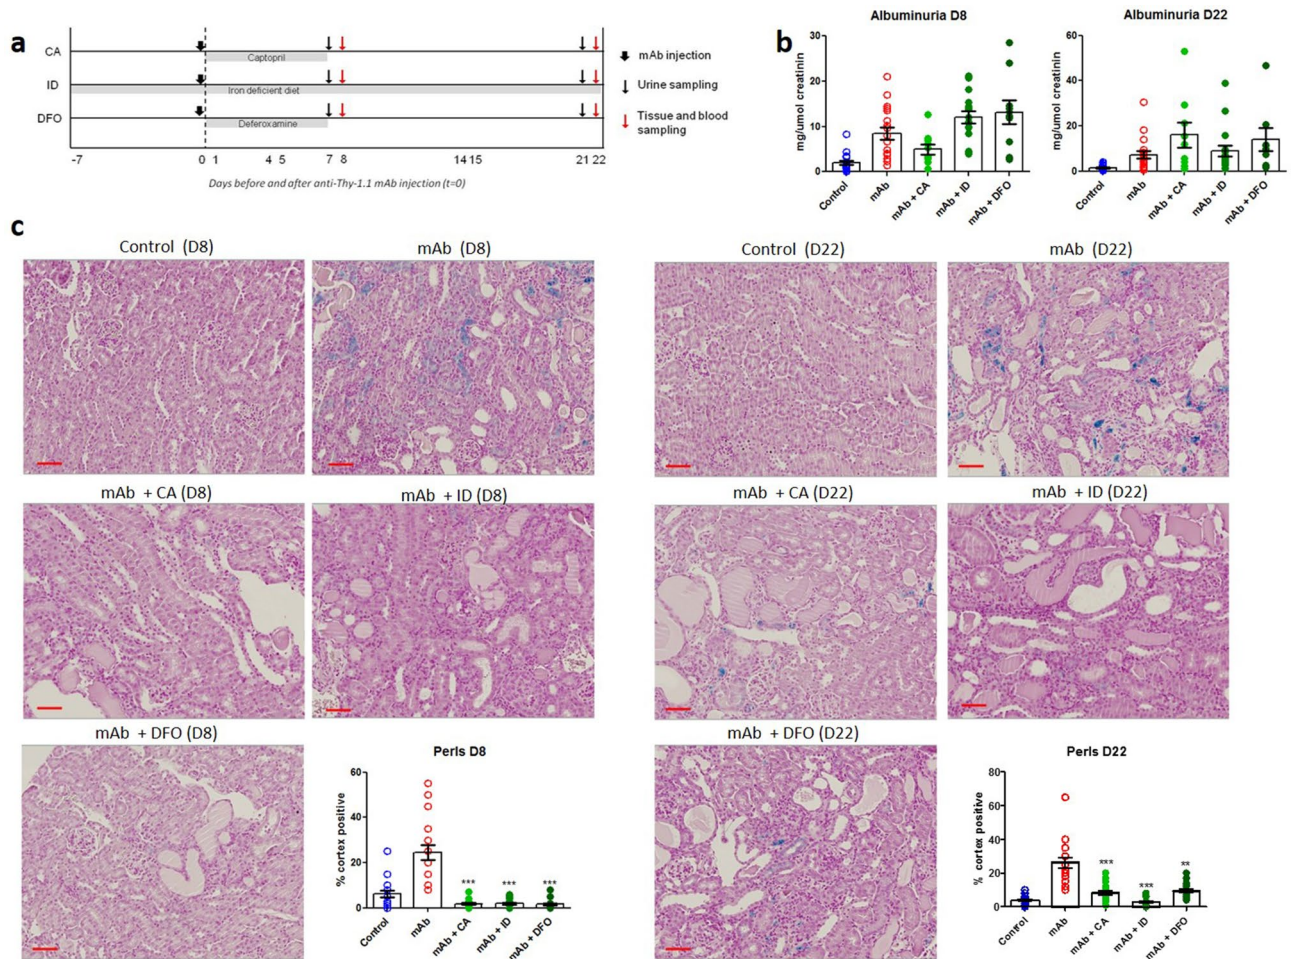 a
CA
Captopril
ID
Iron deficient diet
DFO
Deferoxamine
-7 0 1 4 5 7 8 14 15 21 22
Days before and after anti-Thy-1.1 mAb injection (t=0)
mAb injection
Urine sampling
Tissue and blood
sampling
b
Albuminuria D8
mg/umol creatinin
30
20
10
0
Control
mAb
mAb + CA
mAb + ID
mAb + DFO
Albuminuria D22
mg/umol creatinin
60
40
20
0
Control
mAb
mAb + CA
mAb + ID
mAb + DFO
c
Control (D8)
mAb (D8)
Control (D22)
mAb (D22)
mAb + CA (D8)
mAb + ID (D8)
mAb + CA (D22)
mAb + ID (D22)
mAb + DFO (D8)
Perls D8
% cortex positive
60
40
20
0
***
***
***
Control
mAb
mAb + CA
mAb + ID
mAb + DFO
mAb + DFO (D22)
Perls D22
% cortex positive
80
60
40
20
0
***
***
**
Control
mAb
mAb + CA
mAb + ID
mAb + DFO